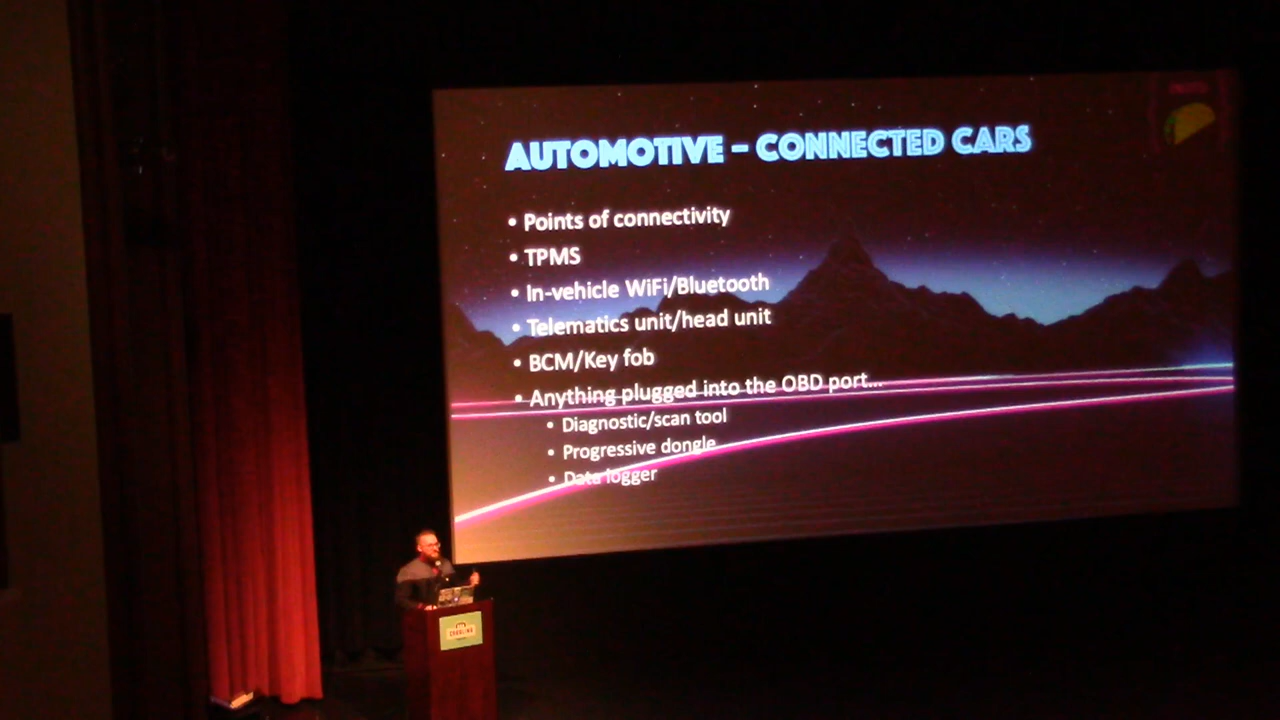 AUTOMOTIVE – CONNECTED CARS
• Points of connectivity
• TPMS
• In-vehicle WiFi/Bluetooth
• Telematics unit/head unit
• BCM/Key fob
• Anything plugged into the OBD port...
• Diagnostic/scan tool
• Progressive dongle
• Data logger
CAROLINA